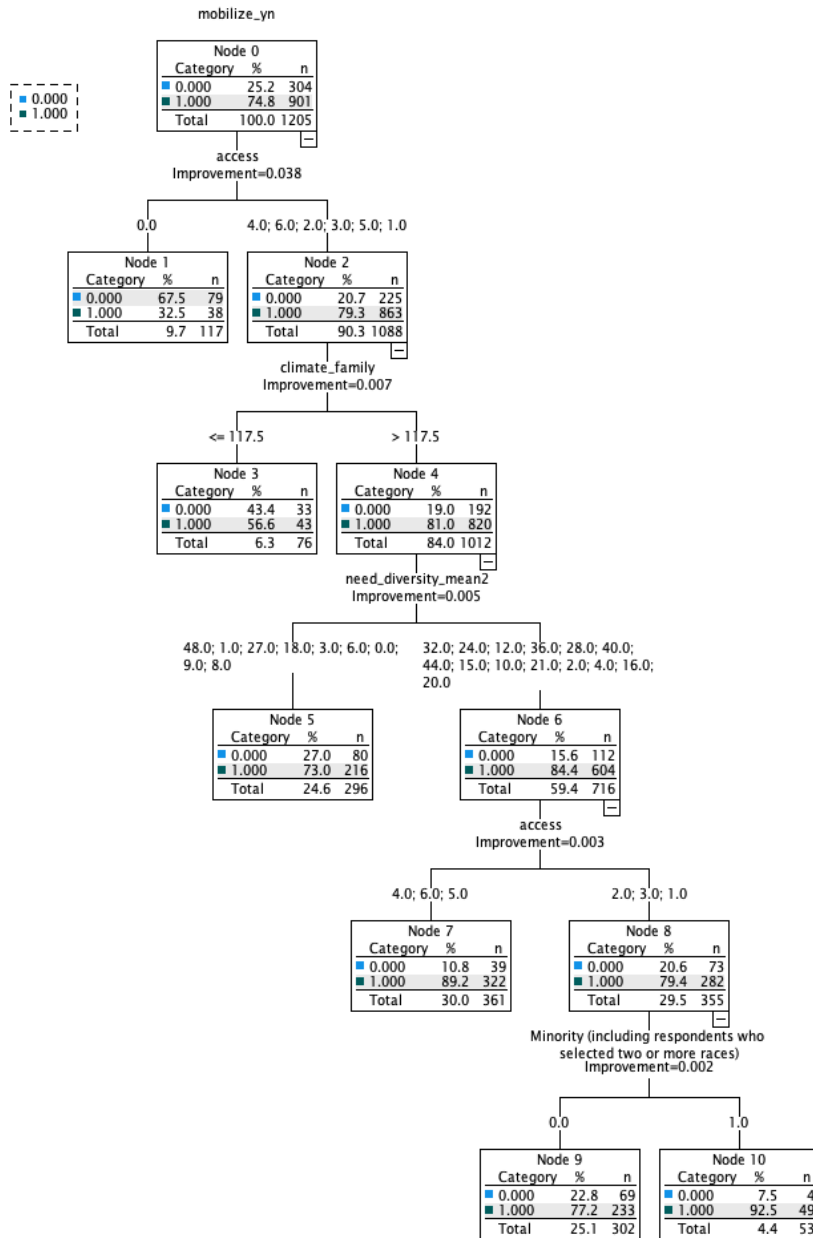 mobilize_yn
0.000
1.000
Node 0
Category % n
0.000 25.2 304
1.000 74.8 901
Total 100.0 1205
access
Improvement=0.038
0.0
4.0; 6.0; 2.0; 3.0; 5.0; 1.0
Node 1
Category % n
0.000 67.5 79
1.000 32.5 38
Total 9.7 117
Node 2
Category % n
0.000 20.7 225
1.000 79.3 863
Total 90.3 1088
climate_family
Improvement=0.007
<= 117.5
> 117.5
Node 3
Category % n
0.000 43.4 33
1.000 56.6 43
Total 6.3 76
Node 4
Category % n
0.000 19.0 192
1.000 81.0 820
Total 84.0 1012
need_diversity_mean2
Improvement=0.005
48.0; 1.0; 27.0; 18.0; 3.0; 6.0; 0.0;
9.0; 8.0
32.0; 24.0; 12.0; 36.0; 28.0; 40.0;
44.0; 15.0; 10.0; 21.0; 2.0; 4.0; 16.0;
20.0
Node 5
Category % n
0.000 27.0 80
1.000 73.0 216
Total 24.6 296
Node 6
Category % n
0.000 15.6 112
1.000 84.4 604
Total 59.4 716
access
Improvement=0.003
4.0; 6.0; 5.0
2.0; 3.0; 1.0
Node 7
Category % n
0.000 10.8 39
1.000 89.2 322
Total 30.0 361
Node 8
Category % n
0.000 20.6 73
1.000 79.4 282
Total 29.5 355
Minority (including respondents who
selected two or more races)
Improvement=0.002
0.0
1.0
Node 9
Category % n
0.000 22.8 69
1.000 77.2 233
Total 25.1 302
Node 10
Category % n
0.000 7.5 4
1.000 92.5 49
Total 4.4 53